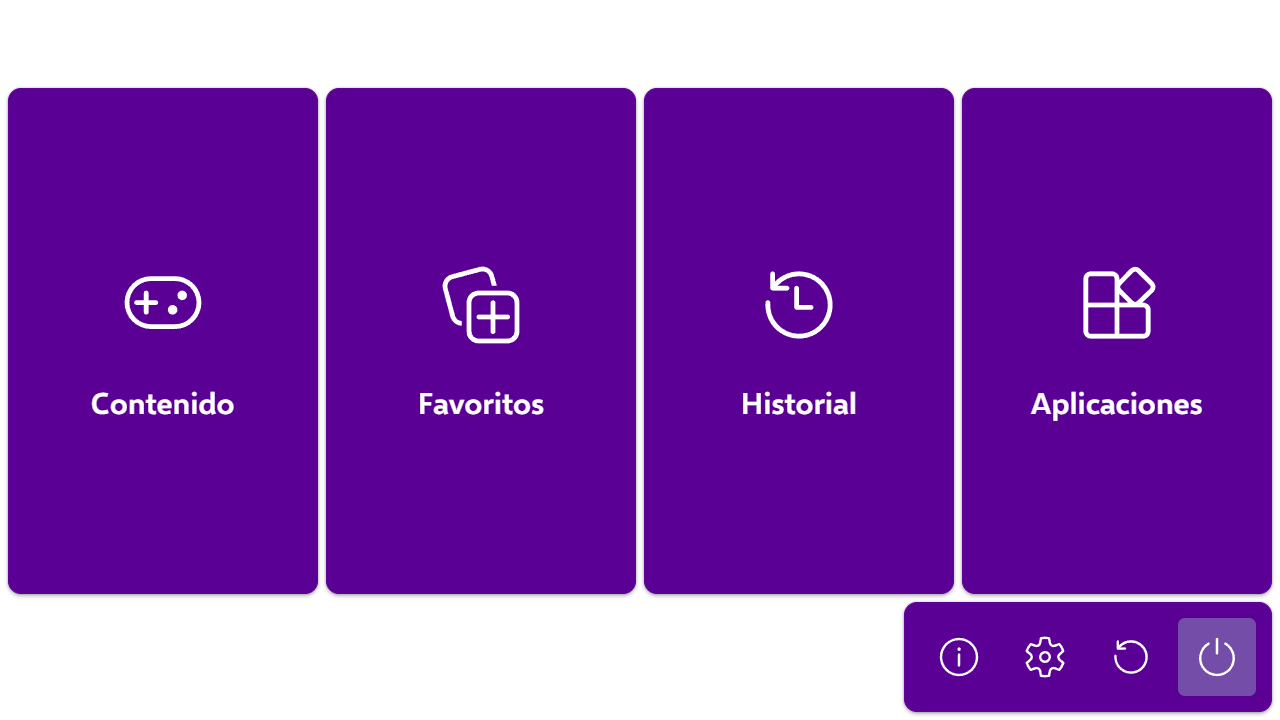 Contenido
Favoritos
Historial
Aplicaciones